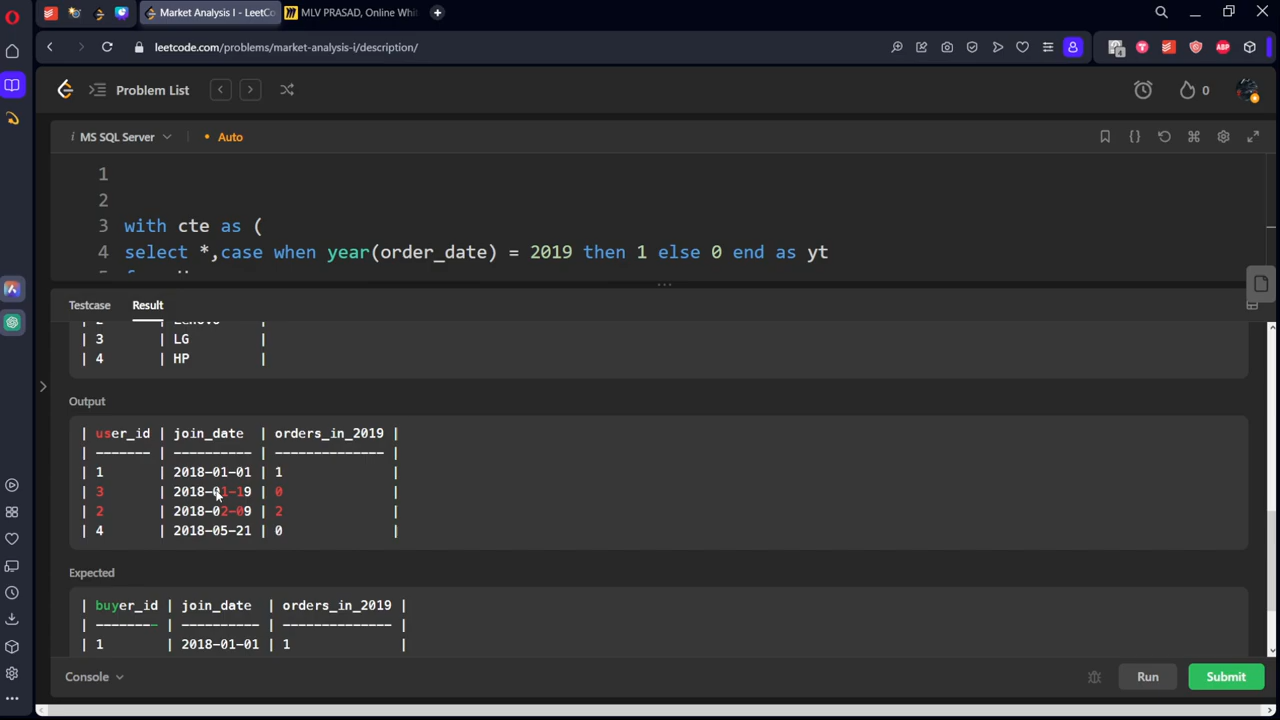 Market Analysis I - LeetCo
MLV PRASAD, Online Whit
leetcode.com/problems/market-analysis-i/description/
4
ABP
Problem List
0
i MS SQL Server
Auto
1
2
3 with cte as (
4 select *,case when year(order_date) = 2019 then 1 else 0 end as yt
Testcase
Result
| 3 | LG |
| 4 | HP |
Output
| user_id | join_date | orders_in_2019 |
| ------- | ---------- | -------------- |
| 1 | 2018-01-01 | 1 |
| 3 | 2018-01-19 | 0 |
| 2 | 2018-02-09 | 2 |
| 4 | 2018-05-21 | 0 |
Expected
| buyer_id | join_date | orders_in_2019 |
| -------- | ---------- | -------------- |
| 1 | 2018-01-01 | 1 |
Console
Run
Submit